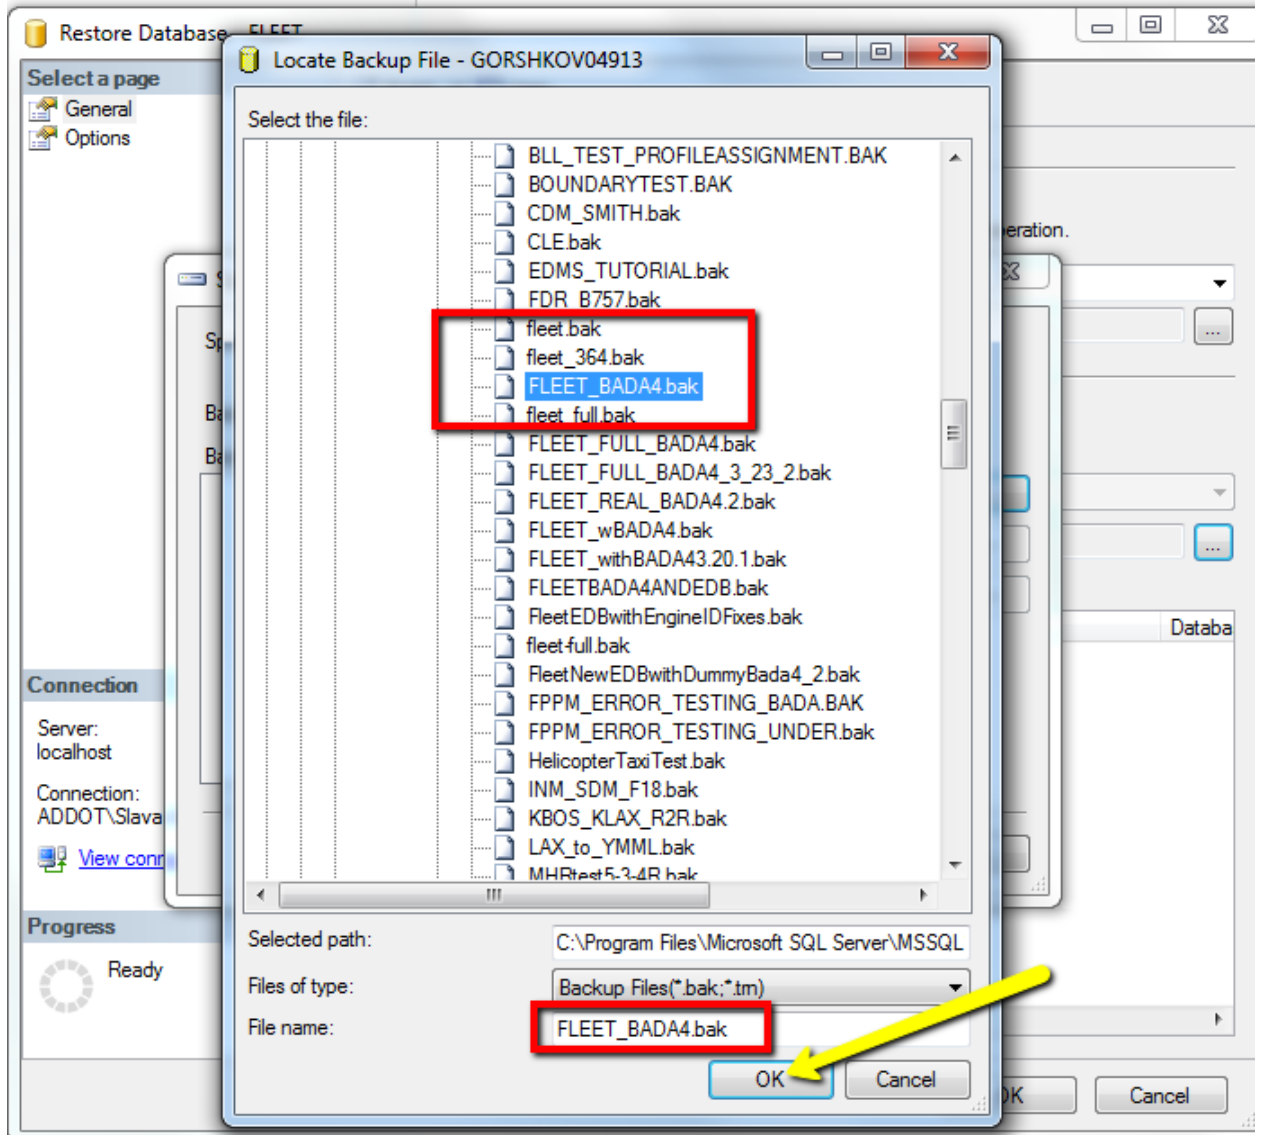 Restore Database - FLEET
Locate Backup File - GORSHKOV04913
Select a page
General
Options
Select the file:
BLL_TEST_PROFILEASSIGNMENT.BAK
BOUNDARYTEST.BAK
CDM_SMITH.bak
CLE.bak
EDMS_TUTORIAL.bak
FDR_B757.bak
fleet.bak
fleet_364.bak
FLEET_BADA4.bak
fleet_full.bak
FLEET_FULL_BADA4.bak
FLEET_FULL_BADA4_3_23_2.bak
FLEET_REAL_BADA4.2.bak
FLEET_wBADA4.bak
FLEET_withBADA43.20.1.bak
FLEETBADA4ANDEDB.bak
FleetEDBwithEngineIDFixes.bak
fleet-full.bak
FleetNewEDBwithDummyBada4_2.bak
FPPM_ERROR_TESTING_BADA.BAK
FPPM_ERROR_TESTING_UNDER.bak
HelicopterTaxiTest.bak
INM_SDM_F18.bak
KBOS_KLAX_R2R.bak
LAX_to_YMML.bak
MHRtest5-3-4R.bak
Selected path:
C:\Program Files\Microsoft SQL Server\MSSQL
Files of type:
Backup Files(*.bak;*.trn)
File name:
FLEET_BADA4.bak
OK
Cancel
eration.
...
...
Databa
Connection
Server:
localhost
Connection:
ADDOT\Slava
View conn
Progress
Ready
OK
Cancel